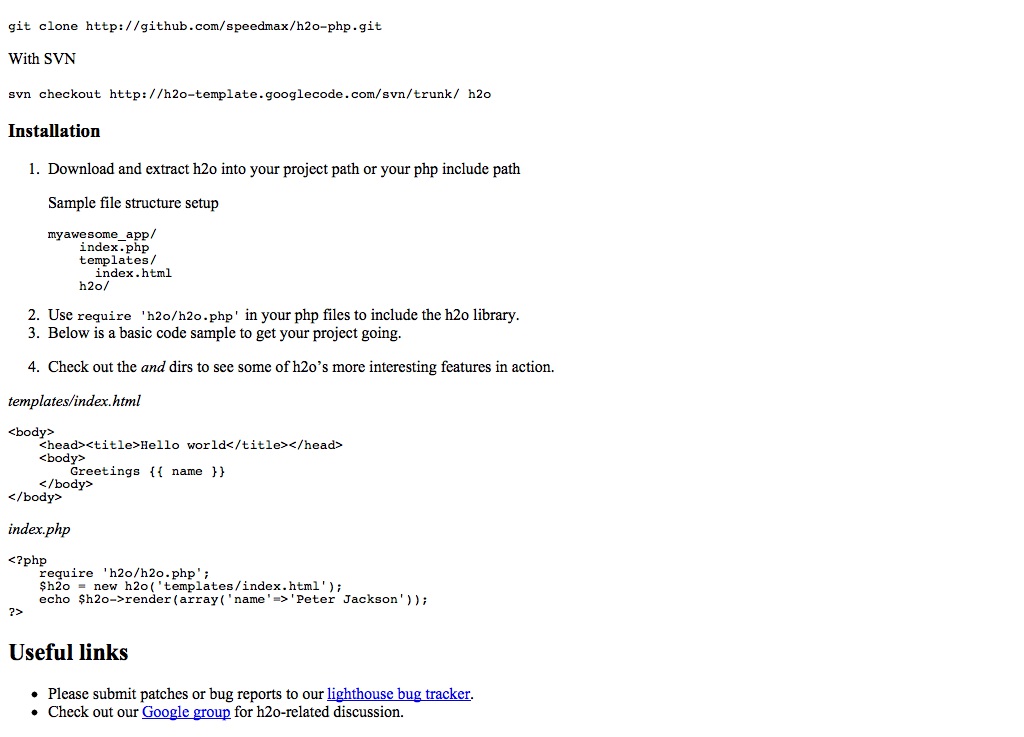 git clone http://github.com/speedmax/h2o-php.git
With SVN
svn checkout http://h2o-template.googlecode.com/svn/trunk/ h2o
Installation
1. Download and extract h2o into your project path or your php include path
Sample file structure setup
myawesome_app/
    index.php
    templates/
      index.html
    h2o/
2. Use require 'h2o/h2o.php' in your php files to include the h2o library.
3. Below is a basic code sample to get your project going.
4. Check out the and dirs to see some of h2o’s more interesting features in action.
templates/index.html
<body>
    <head><title>Hello world</title></head>
    <body>
        Greetings {{ name }}
    </body>
</body>
index.php
<?php
    require 'h2o/h2o.php';
    $h2o = new h2o('templates/index.html');
    echo $h2o->render(array('name'=>'Peter Jackson'));
?>
Useful links
• Please submit patches or bug reports to our lighthouse bug tracker.
• Check out our Google group for h2o-related discussion.